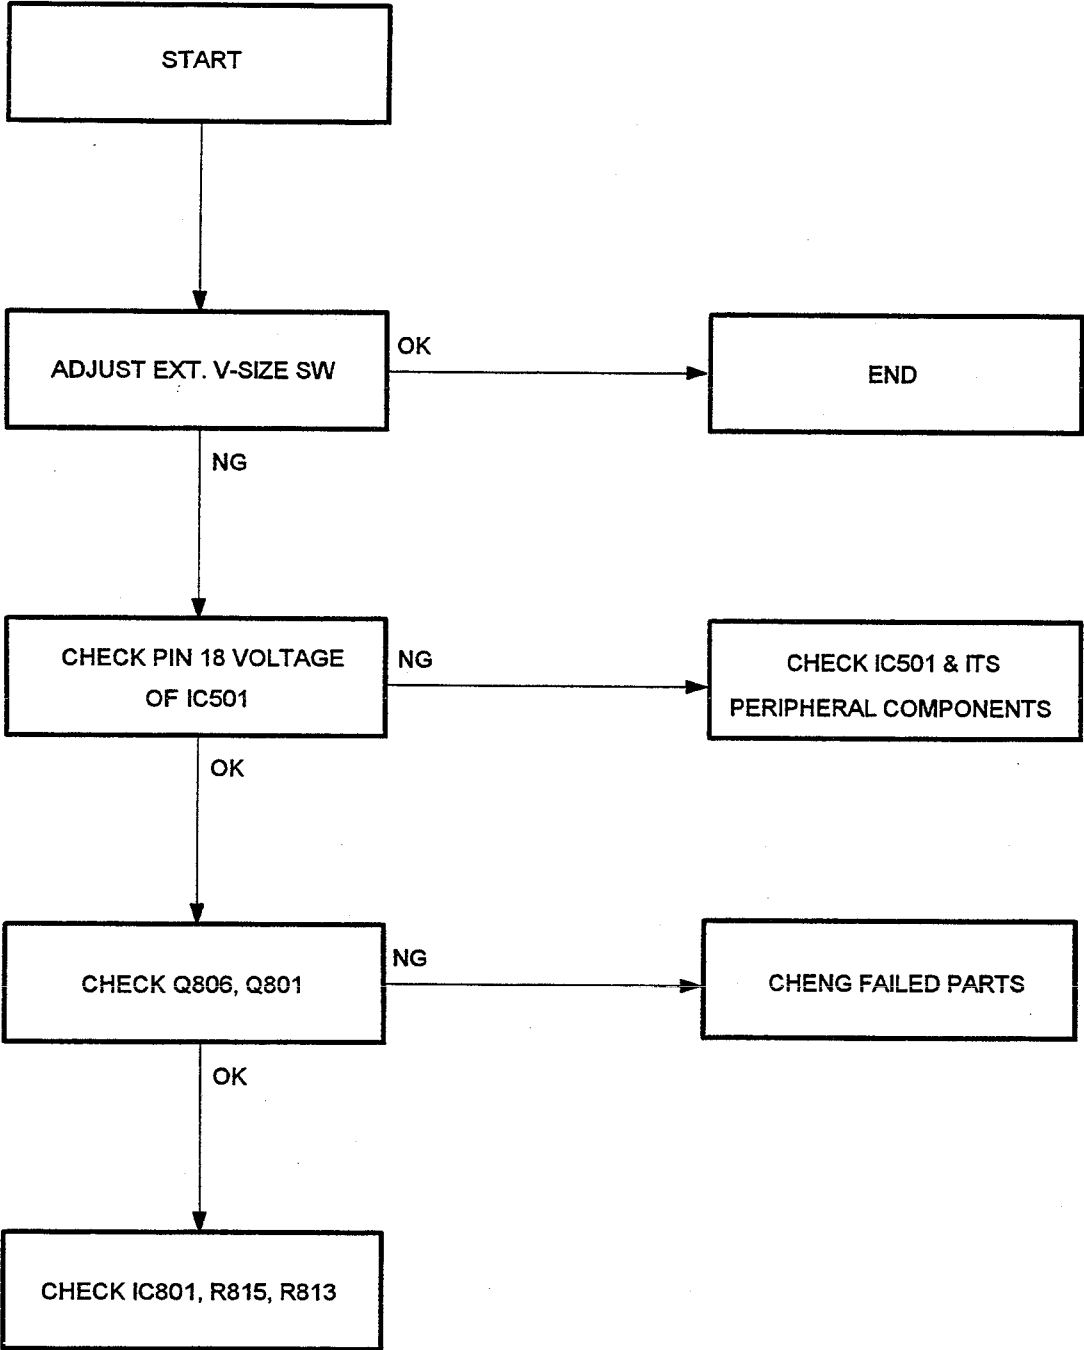 START
ADJUST EXT. V-SIZE SW
OK
END
NG
CHECK PIN 18 VOLTAGE
OF IC501
NG
CHECK IC501 & ITS
PERIPHERAL COMPONENTS
OK
CHECK Q806, Q801
NG
CHENG FAILED PARTS
OK
CHECK IC801, R815, R813